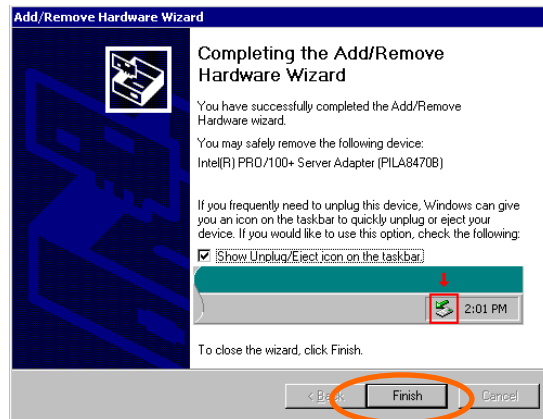 Add/Remove Hardware Wizard
Completing the Add/Remove
Hardware Wizard
You have successfully completed the Add/Remove
Hardware wizard.
You may safely remove the following device:
Intel(R) PRO/100+ Server Adapter (PILA8470B)
If you frequently need to unplug this device, Windows can give
you an icon on the taskbar to quickly unplug or eject your
device. If you would like to use this option, check the following:
Show Unplug/Eject icon on the taskbar.
2:01 PM
To close the wizard, click Finish.
< Back Finish Cancel